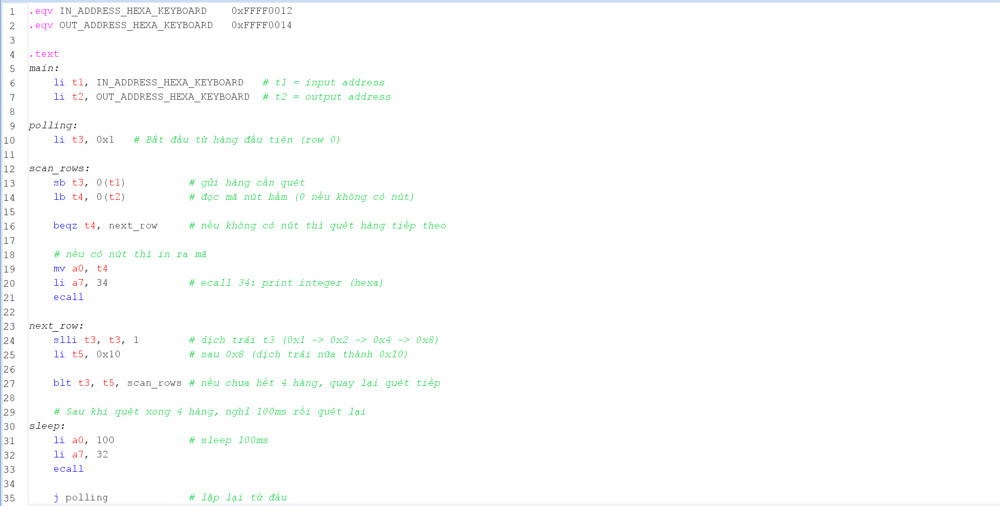 1 .eqv IN_ADDRESS_HEXA_KEYBOARD    0xFFFF0012
2 .eqv OUT_ADDRESS_HEXA_KEYBOARD   0xFFFF0014
3
4 .text
5 main:
6     li t1, IN_ADDRESS_HEXA_KEYBOARD   # t1 = input address
7     li t2, OUT_ADDRESS_HEXA_KEYBOARD  # t2 = output address
8
9 polling:
10     li t3, 0x1   # Bắt đầu từ hàng đầu tiên (row 0)
11
12 scan_rows:
13     sb t3, 0(t1)          # gửi hàng cần quét
14     lb t4, 0(t2)          # đọc mã nút bấm (0 nếu không có nút)
15
16     beqz t4, next_row     # nếu không có nút thì quét hàng tiếp theo
17
18     # nếu có nút thì in ra mã
19     mv a0, t4
20     li a7, 34             # ecall 34: print integer (hexa)
21     ecall
22
23 next_row:
24     slli t3, t3, 1        # dịch trái t3 (0x1 -> 0x2 -> 0x4 -> 0x8)
25     li t5, 0x10           # sau 0x8 (dịch trái nữa thành 0x10)
26
27     blt t3, t5, scan_rows # nếu chưa hết 4 hàng, quay lại quét tiếp
28
29     # Sau khi quét xong 4 hàng, nghỉ 100ms rồi quét lại
30 sleep:
31     li a0, 100            # sleep 100ms
32     li a7, 32
33     ecall
34
35     j polling             # lặp lại từ đầu